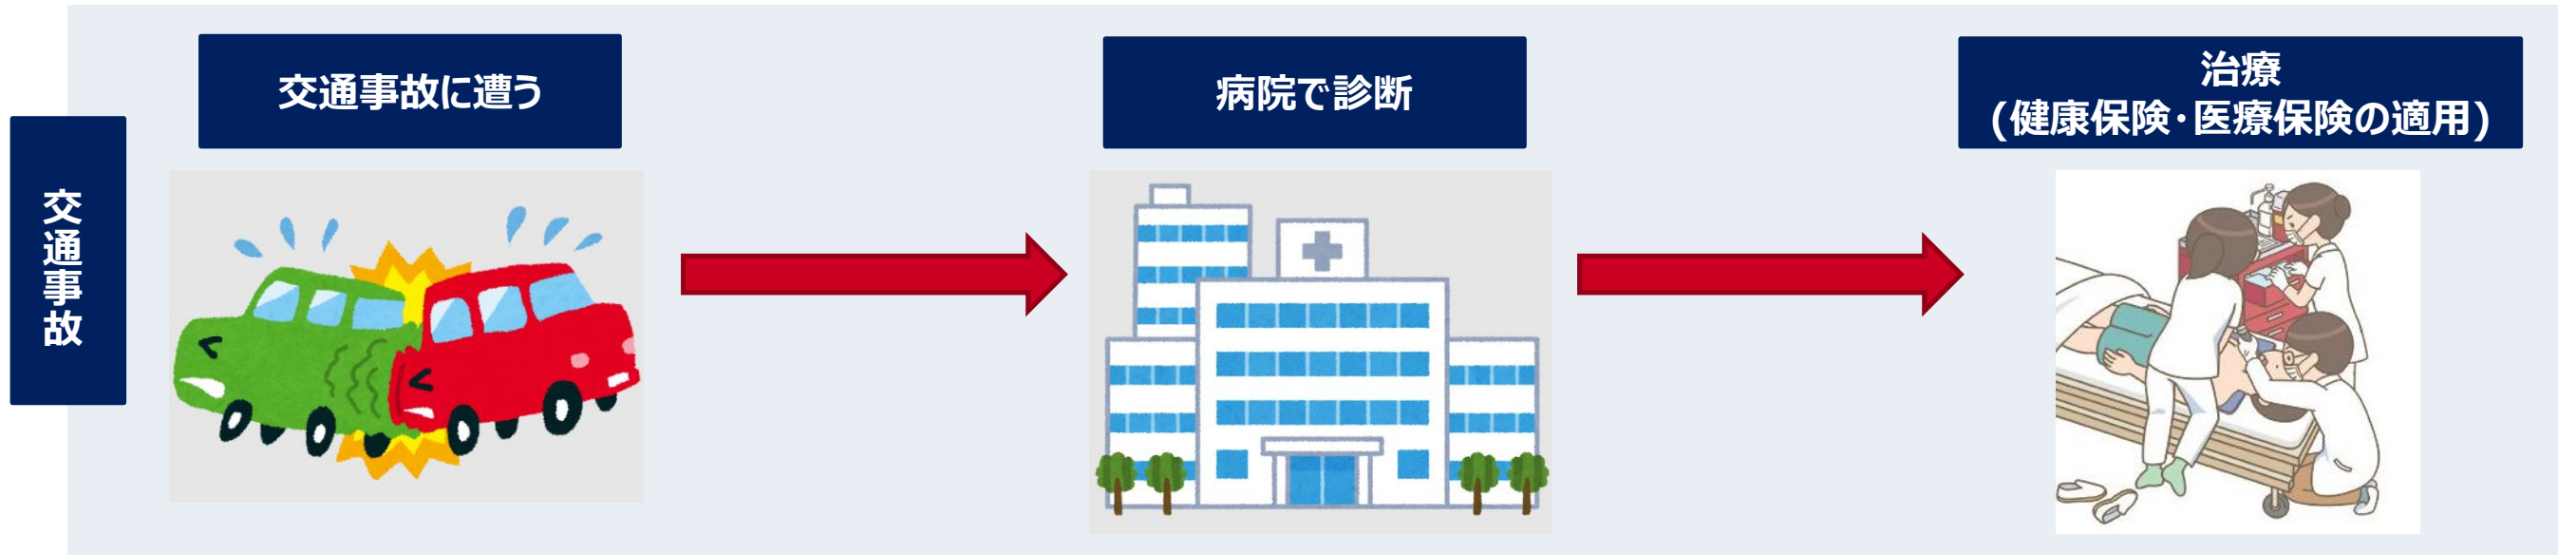 交通事故
交通事故に遭う
病院で診断
治療
(健康保険・医療保険の適用)